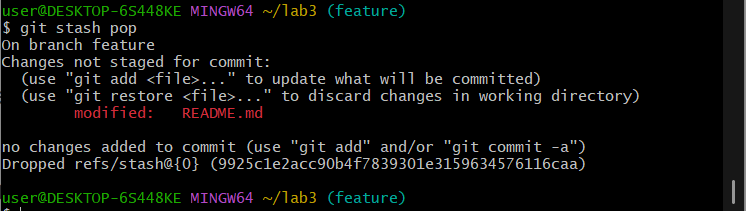 user@DESKTOP-6S448KE MINGW64 ~/lab3 (feature)
$ git stash pop
On branch feature
Changes not staged for commit:
  (use "git add <file>..." to update what will be committed)
  (use "git restore <file>..." to discard changes in working directory)
        modified:   README.md

no changes added to commit (use "git add" and/or "git commit -a")
Dropped refs/stash@{0} (9925c1e2acc90b4f7839301e3159634576116caa)

user@DESKTOP-6S448KE MINGW64 ~/lab3 (feature)